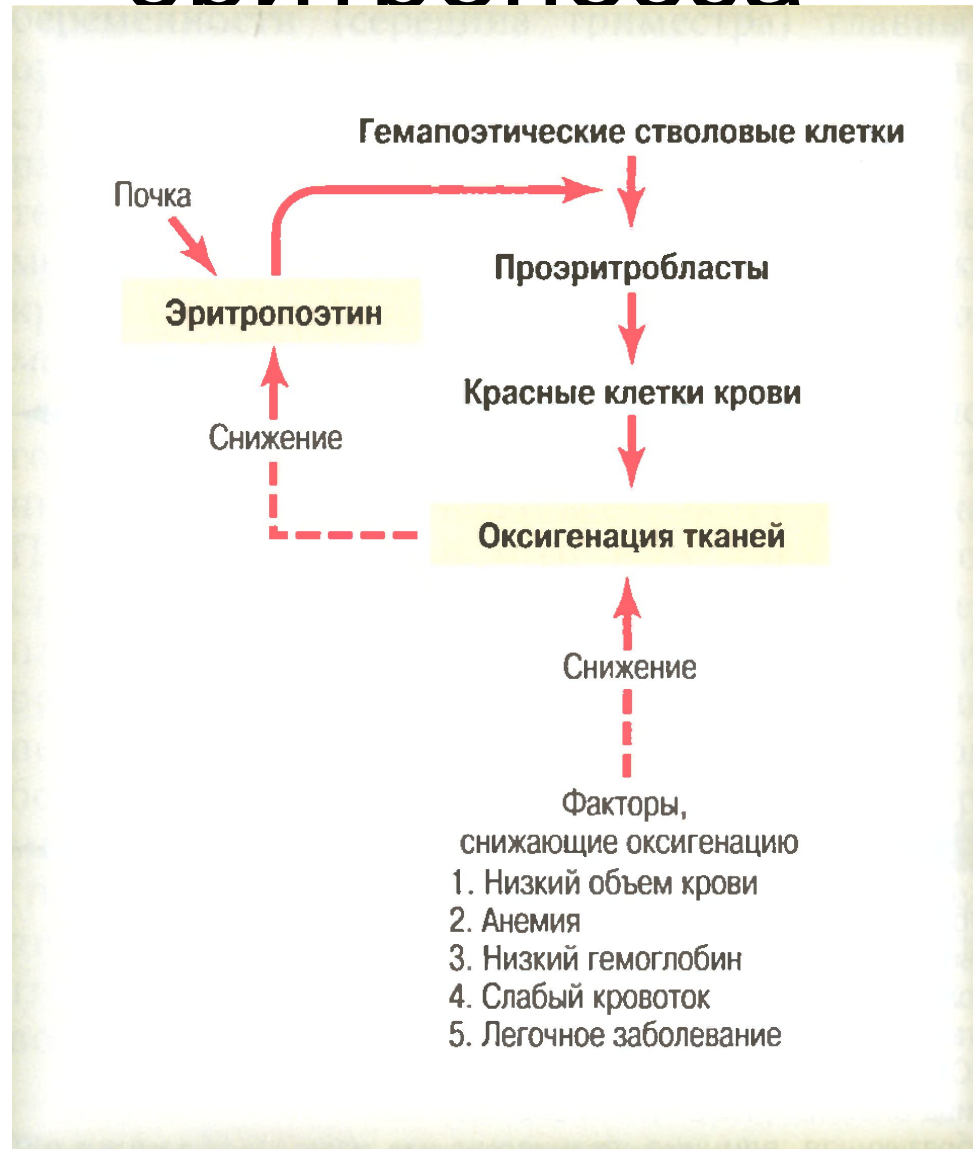 эритропоэза
Гемапоэтические стволовые клетки
Почка
Проэритробласты
Эритропоэтин
Красные клетки крови
Снижение
Оксигенация тканей
Снижение
Факторы,
снижающие оксигенацию
1. Низкий объем крови
2. Анемия
3. Низкий гемоглобин
4. Слабый кровоток
5. Легочное заболевание